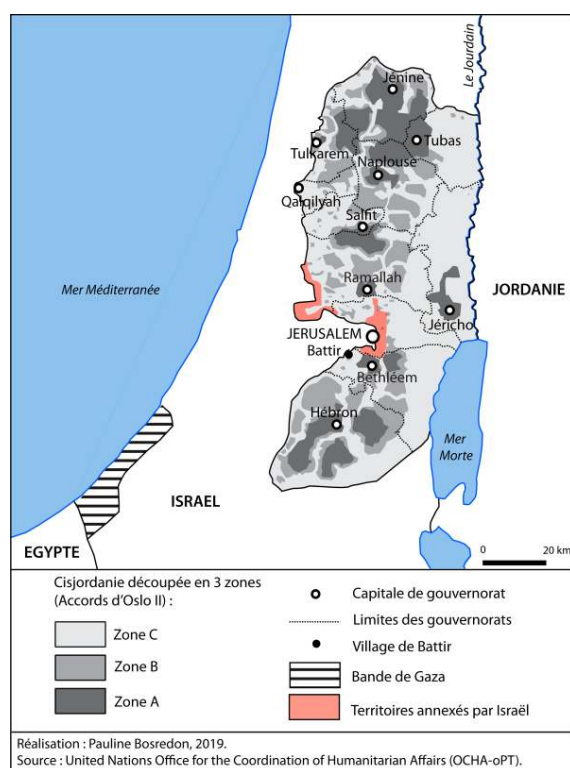 Le Jourdain
Jénine
Tulkarem
Tubas
Naplouse
Qalqilyah
Salfit
Mer Méditerranée
Ramallah
JORDANIE
Jéricho
JERUSALEM
Battir
Bethléem
Hébron
Mer
Morte
ISRAEL
EGYPTE
0 20 km
Cisjordanie découpée en 3 zones
(Accords d'Oslo II) :
Zone C
Zone B
Zone A
Capitale de gouvernorat
Limites des gouvernorats
Village de Battir
Bande de Gaza
Territoires annexés par Israël
Réalisation : Pauline Bosredon, 2019.
Source : United Nations Office for the Coordination of Humanitarian Affairs (OCHA-oPT).